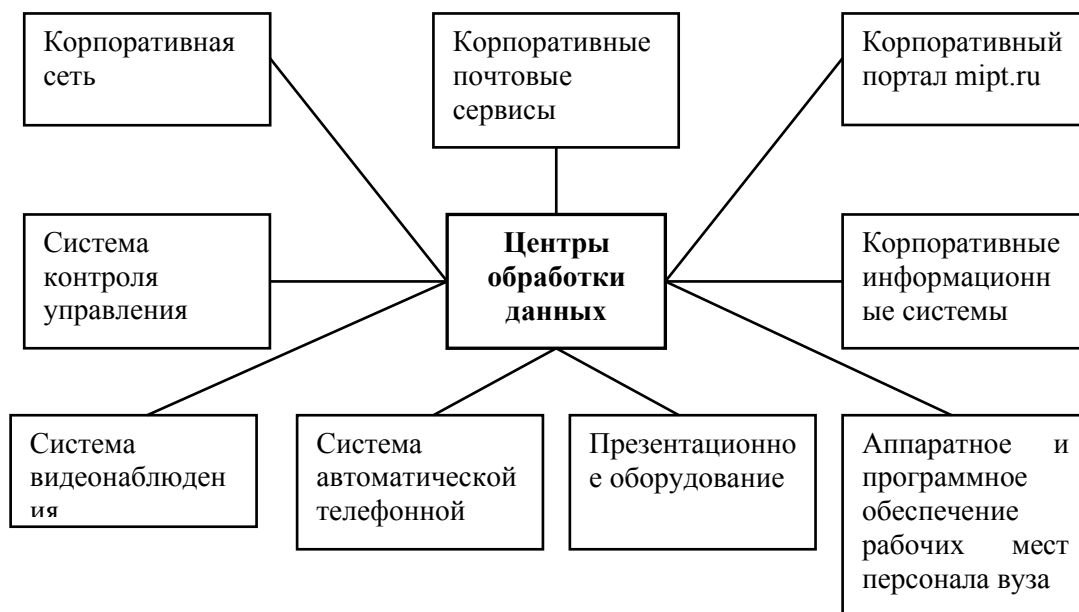 Корпоративная
сеть
Корпоративные
почтовые
сервисы
Корпоративный
портал mipt.ru
Система
контроля
управления
Центры
обработки
данных
Корпоративные
информационн
ые системы
Система
видеонаблюден
ия
Система
автоматической
телефонной
Презентационно
е оборудование
Аппаратное и
программное
обеспечение
рабочих мест
персонала вуза